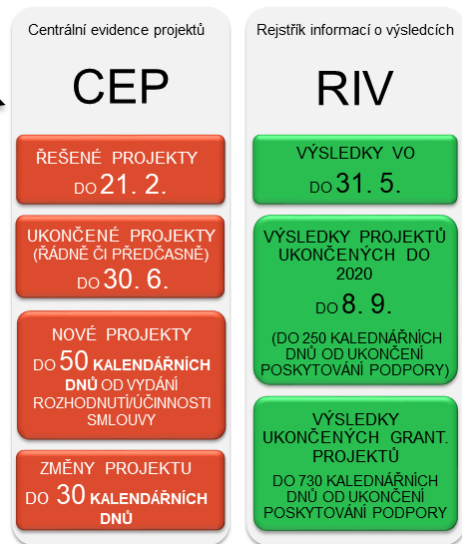 Centrální evidence projektů
CEP
ŘEŠENÉ PROJEKTY
DO 21. 2.
UKONČENÉ PROJEKTY
(ŘÁDNĚ ČI PŘEDČASNĚ)
DO 30. 6.
NOVÉ PROJEKTY
DO 50 KALENDÁŘNÍCH
DNŮ OD VYDÁNÍ
ROZHODNUTÍ/ÚČINNOSTI
SMLOUVY
ZMĚNY PROJEKTU
DO 30 KALENDÁŘNÍCH
DNŮ
Rejstřík informací o výsledcích
RIV
VÝSLEDKY VO
DO 31. 5.
VÝSLEDKY PROJEKTŮ
UKONČENÝCH DO
2020
DO 8. 9.
(DO 250 KALEDNÁŘNÍCH
DNŮ OD UKONČENÍ
POSKYTOVÁNÍ PODPORY)
VÝSLEDKY
UKONČENÝCH GRANT.
PROJEKTŮ
DO 730 KALEDNÁŘNÍCH
DNŮ OD UKONČENÍ
POSKYTOVÁNÍ PODPORY